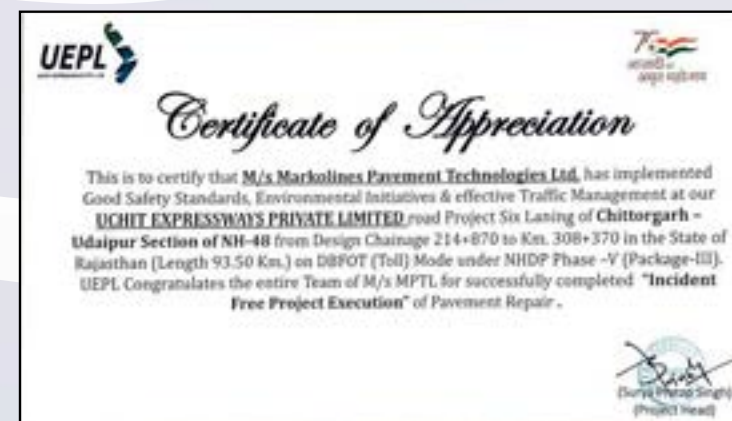 UEPL
Certificate of Appreciation
This is to certify that M/s Markolines Pavement Technologies Ltd. has implemented
Good Safety Standards, Environmental Initiatives & effective Traffic Management at our
UCHIT EXPRESSWAYS PRIVATE LIMITED road Project Six Laning of Chittorgarh –
Udaipur Section of NH-48 from Design Chainage 214+870 to Km. 308+370 in the State of
Rajasthan (Length 93.50 Km.) on DBFOT (Toll) Mode under NHDP Phase –V (Package-III).
UEPL Congratulates the entire Team of M/s MPTL for successfully completed "Incident
Free Project Execution" of Pavement Repair .
(Surya Pratap Singh)
(Project Head)